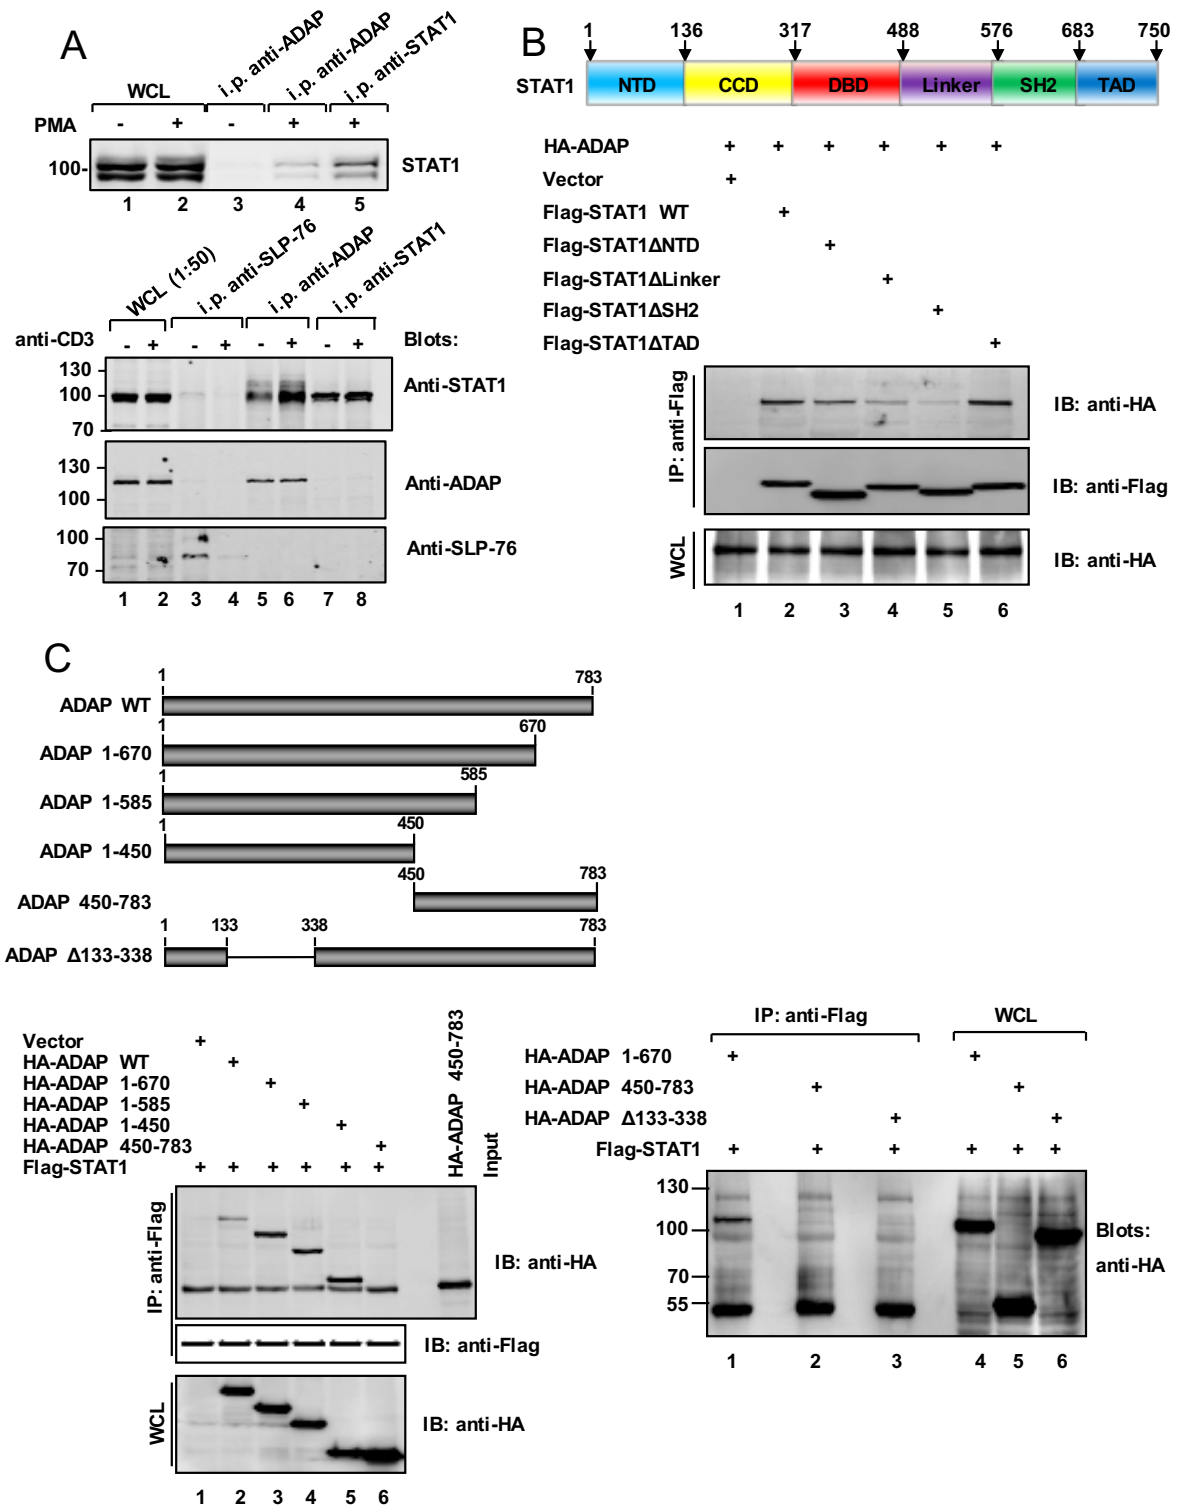 A
WCL
i.p. anti-ADAP
i.p. anti-ADAP
i.p. anti-STAT1
PMA - + - + +
100-
STAT1
1 2 3 4 5
WCL (1:50)
i.p. anti-SLP-76
i.p. anti-ADAP
i.p. anti-STAT1
anti-CD3 - + - + - + - + Blots:
130
100
70
Anti-STAT1
130
100
Anti-ADAP
100
70
Anti-SLP-76
1 2 3 4 5 6 7 8
B
1 136 317 488 576 683 750
STAT1 NTD CCD DBD Linker SH2 TAD
HA-ADAP + + + + + +
Vector +
Flag-STAT1 WT +
Flag-STAT1ΔNTD +
Flag-STAT1ΔLinker +
Flag-STAT1ΔSH2 +
Flag-STAT1ΔTAD +
IP: anti-Flag
IB: anti-HA
IB: anti-Flag
WCL
IB: anti-HA
1 2 3 4 5 6
C
1 783
ADAP WT
1 670
ADAP 1-670
1 585
ADAP 1-585
1 450
ADAP 1-450
450 783
ADAP 450-783
1 133 338 783
ADAP Δ133-338
Vector +
HA-ADAP WT +
HA-ADAP 1-670 +
HA-ADAP 1-585 +
HA-ADAP 1-450 +
HA-ADAP 450-783 +
Flag-STAT1 + + + + + +
HA-ADAP 450-783
Input
IP: anti-Flag
IB: anti-HA
IB: anti-Flag
WCL
IB: anti-HA
1 2 3 4 5 6
IP: anti-Flag WCL
HA-ADAP 1-670 + +
HA-ADAP 450-783 + +
HA-ADAP Δ133-338 + +
Flag-STAT1 + + + + + +
130
100
70
55
Blots:
anti-HA
1 2 3 4 5 6